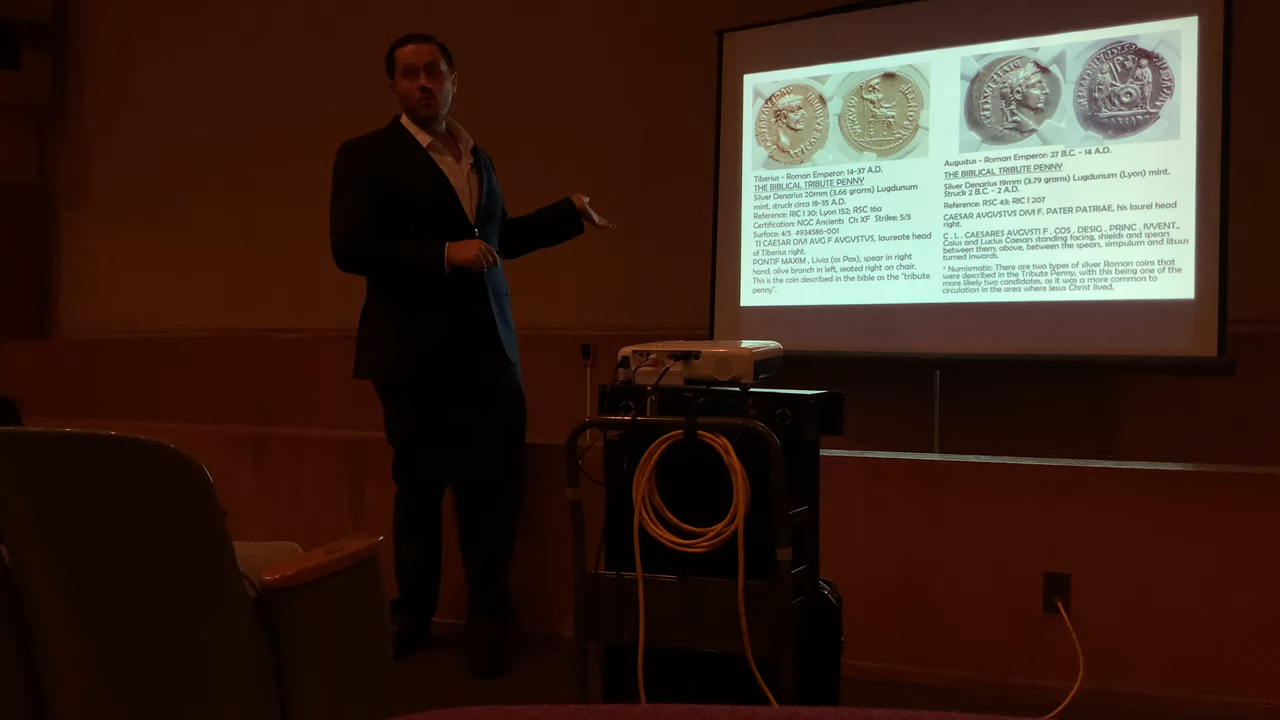 Tiberius - Roman Emperor: 14-37 A.D.
THE BIBLICAL TRIBUTE PENNY
Silver Denarius 20mm (3.66 grams) Lugdunum
mint, struck circa 18-35 A.D.
Reference: RIC I 30; Lyon 152; RSC 16a
Certification: NGC Ancients Ch XF Strike: 5/5
Surface: 4/5 4934586-001
TI CAESAR DIVI AVG F AVGVSTVS, laureate head
of Tiberius right.
PONTIF MAXIM, Livia (as Pax), spear in right
hand, olive branch in left, seated right on chair.
This is the coin described in the bible as the "tribute
penny".
Augustus - Roman Emperor: 27 B.C. - 14 A.D.
THE BIBLICAL TRIBUTE PENNY
Silver Denarius 19mm (3.79 grams) Lugdunum (Lyon) mint.
Struck 2 B.C. - 2 A.D.
Reference: RSC 43; RIC I 207
CAESAR AVGVSTVS DIVI F. PATER PATRIAE, his laurel head
right.
C. L. CAESARES AVGVSTI F. COS. DESIG. PRINC. IVVENT.,
Caius and Lucius Caesars standing facing, shields and spears
between them; above, between the spears, simpulum and lituus
turned inwards.
* Numismatic: There are two types of silver Roman coins that
were described in the Tribute Penny, with this being one of the
more likely two candidates, as it was a more common to
circulation in the area where Jesus Christ lived.